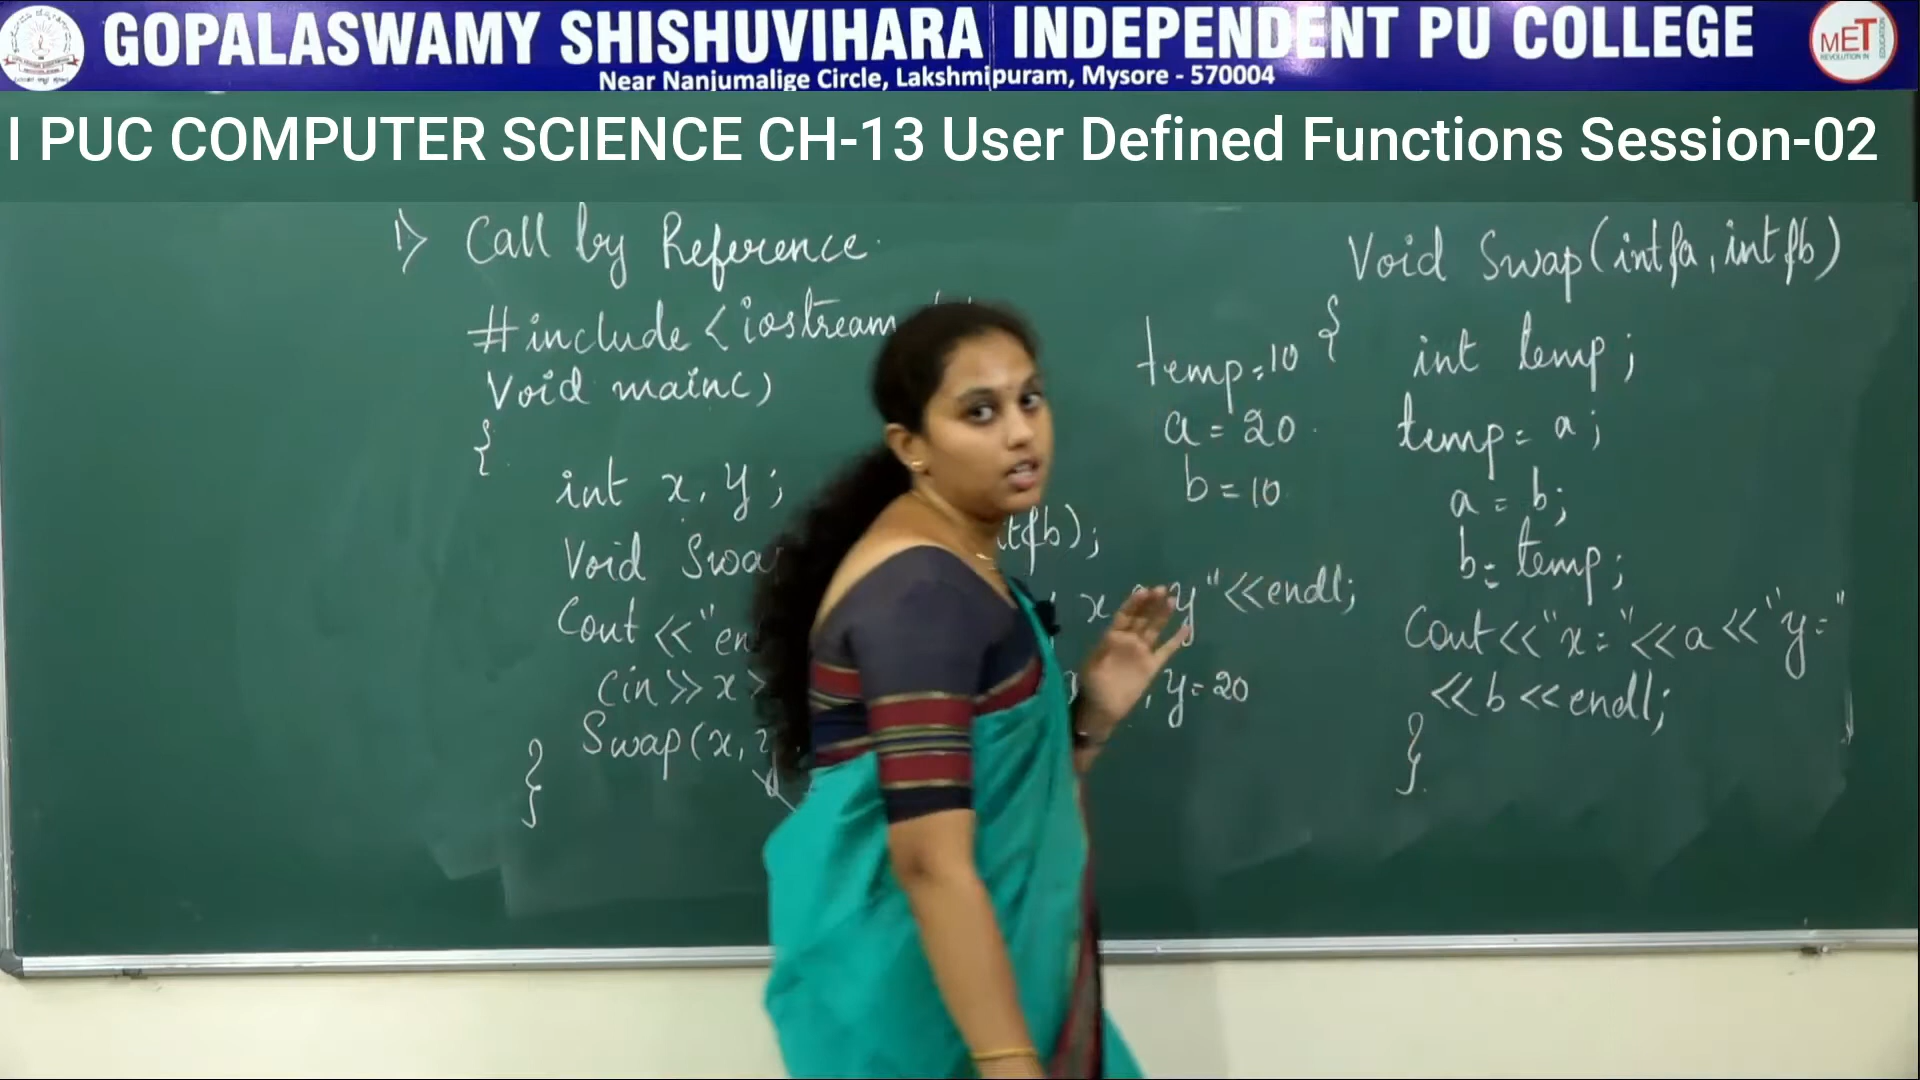 GOPALASWAMY SHISHUVIHARA INDEPENDENT PU COLLEGE
Near Nanjumalige Circle, Lakshmipuram, Mysore - 570004
MET
I PUC COMPUTER SCIENCE CH-13 User Defined Functions Session-02
1> Call by Reference.
#include <iostream
Void main()
{
int x, y;
Void Swa
Cout <<"en
x y" <<endl;
cin>>x>
, y=20
Swap(x,
}
temp=10
a = 20
b = 10
Void Swap(int &a, int &b)
{
int temp;
temp= a;
a = b;
b= temp;
Cout<<"x="<<a<<"y="
<<b<<endl;
}